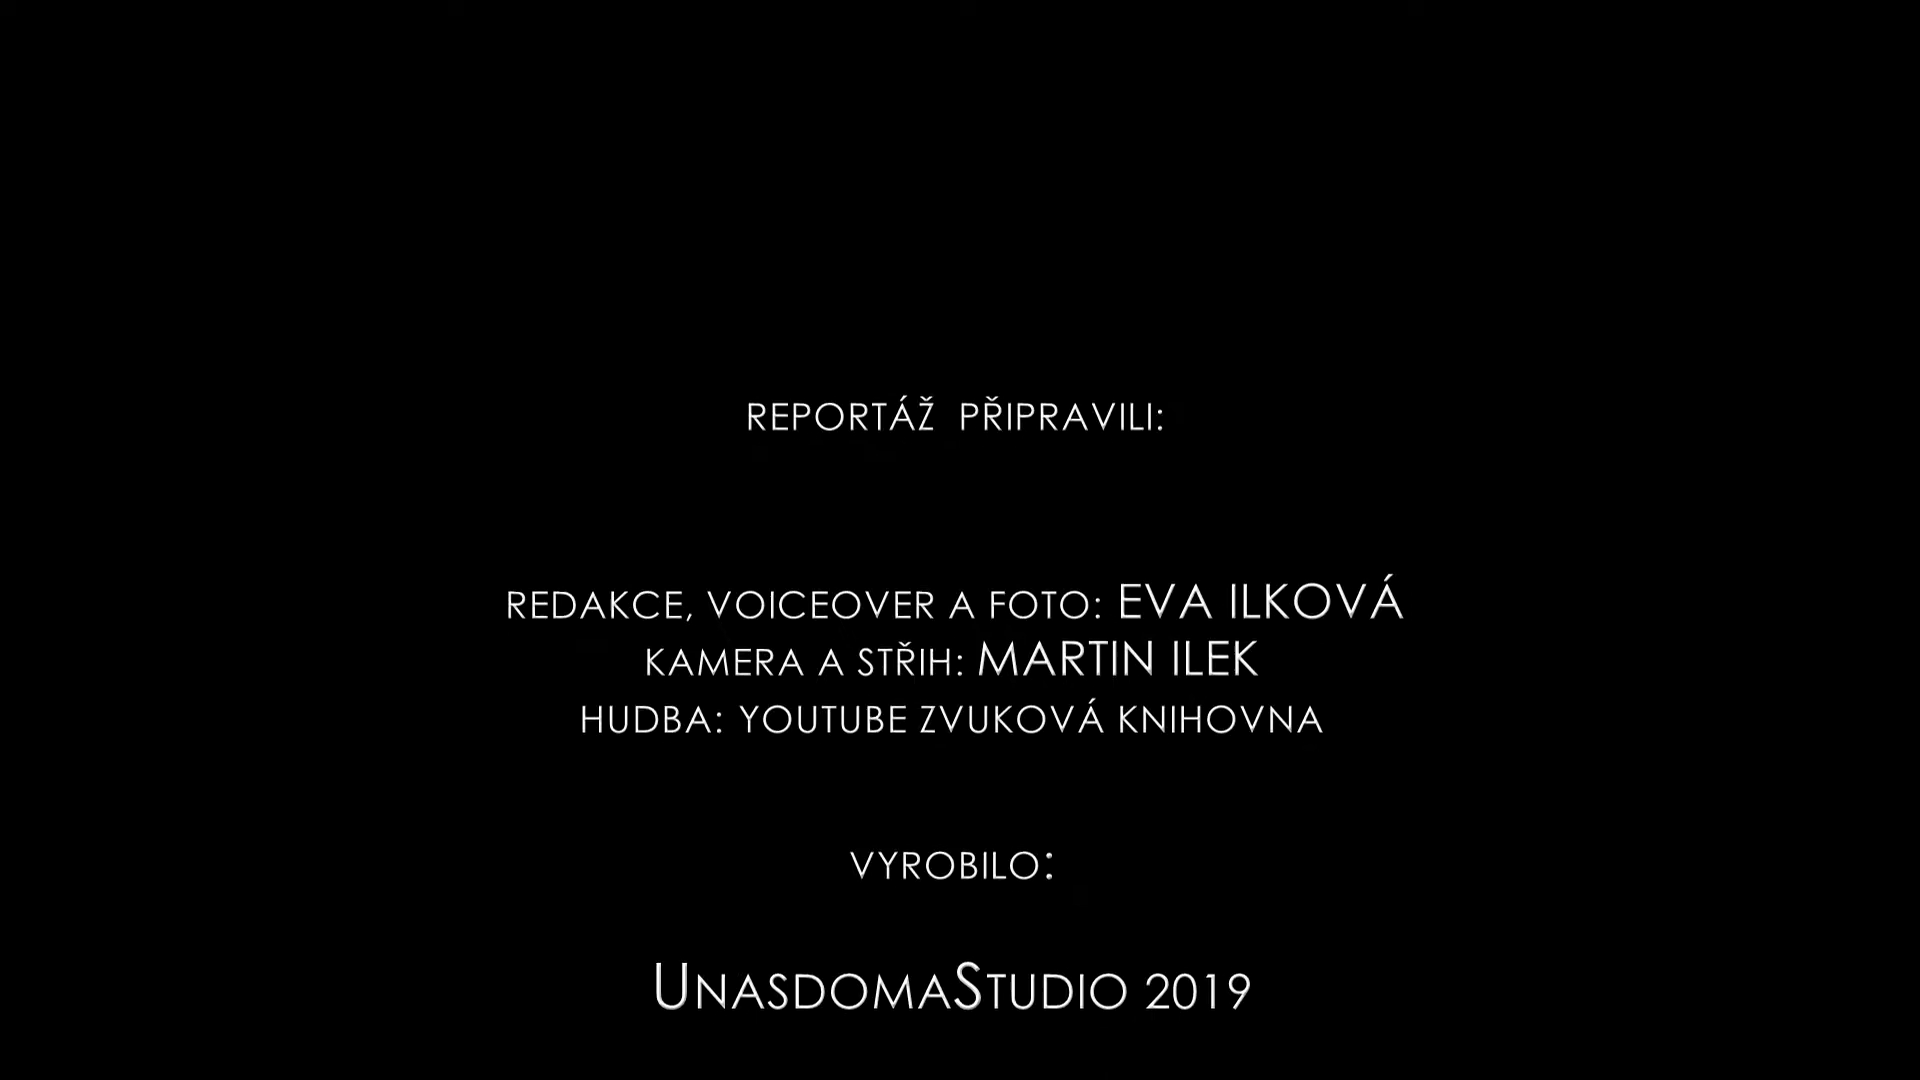 REPORTÁŽ PŘIPRAVILI:
REDAKCE, VOICEOVER A FOTO: EVA ILKOVÁ
KAMERA A STŘIH: MARTIN ILEK
HUDBA: YOUTUBE ZVUKOVÁ KNIHOVNA
VYROBILO:
UNASDOMASTUDIO 2019